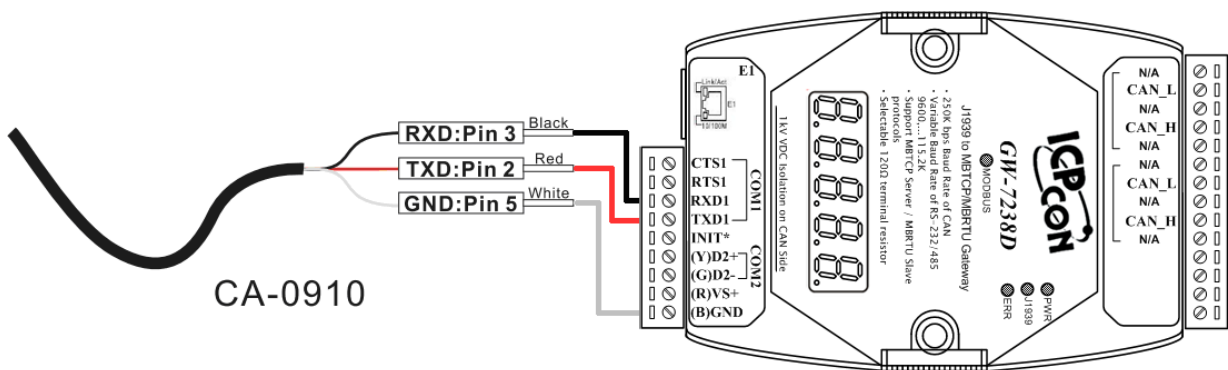 Black
RXD:Pin 3
Red
TXD:Pin 2
White
GND:Pin 5
CA-0910
E1
Link/Act
E1
10/100M
CTS1
RTS1
RXD1
TXD1
INIT*
(Y)D2+
(G)D2-
(R)VS+
(B)GND
COM1
COM2
1kV VDC Isolation on CAN Side
• Selectable 120Ω terminal resistor
protocols
• Support MBTCP Server / MBRTU Slave
9600....115.2K
• Variable Baud Rate of RS-232/485
• 250K bps Baud Rate of CAN
J1939 to MBTCP/MBRTU Gateway
MODBUS
GW-7238D
ICP
CON
ERR
J1939
PWR
N/A
CAN_L
N/A
CAN_H
N/A
CAN_L
N/A
CAN_H
N/A